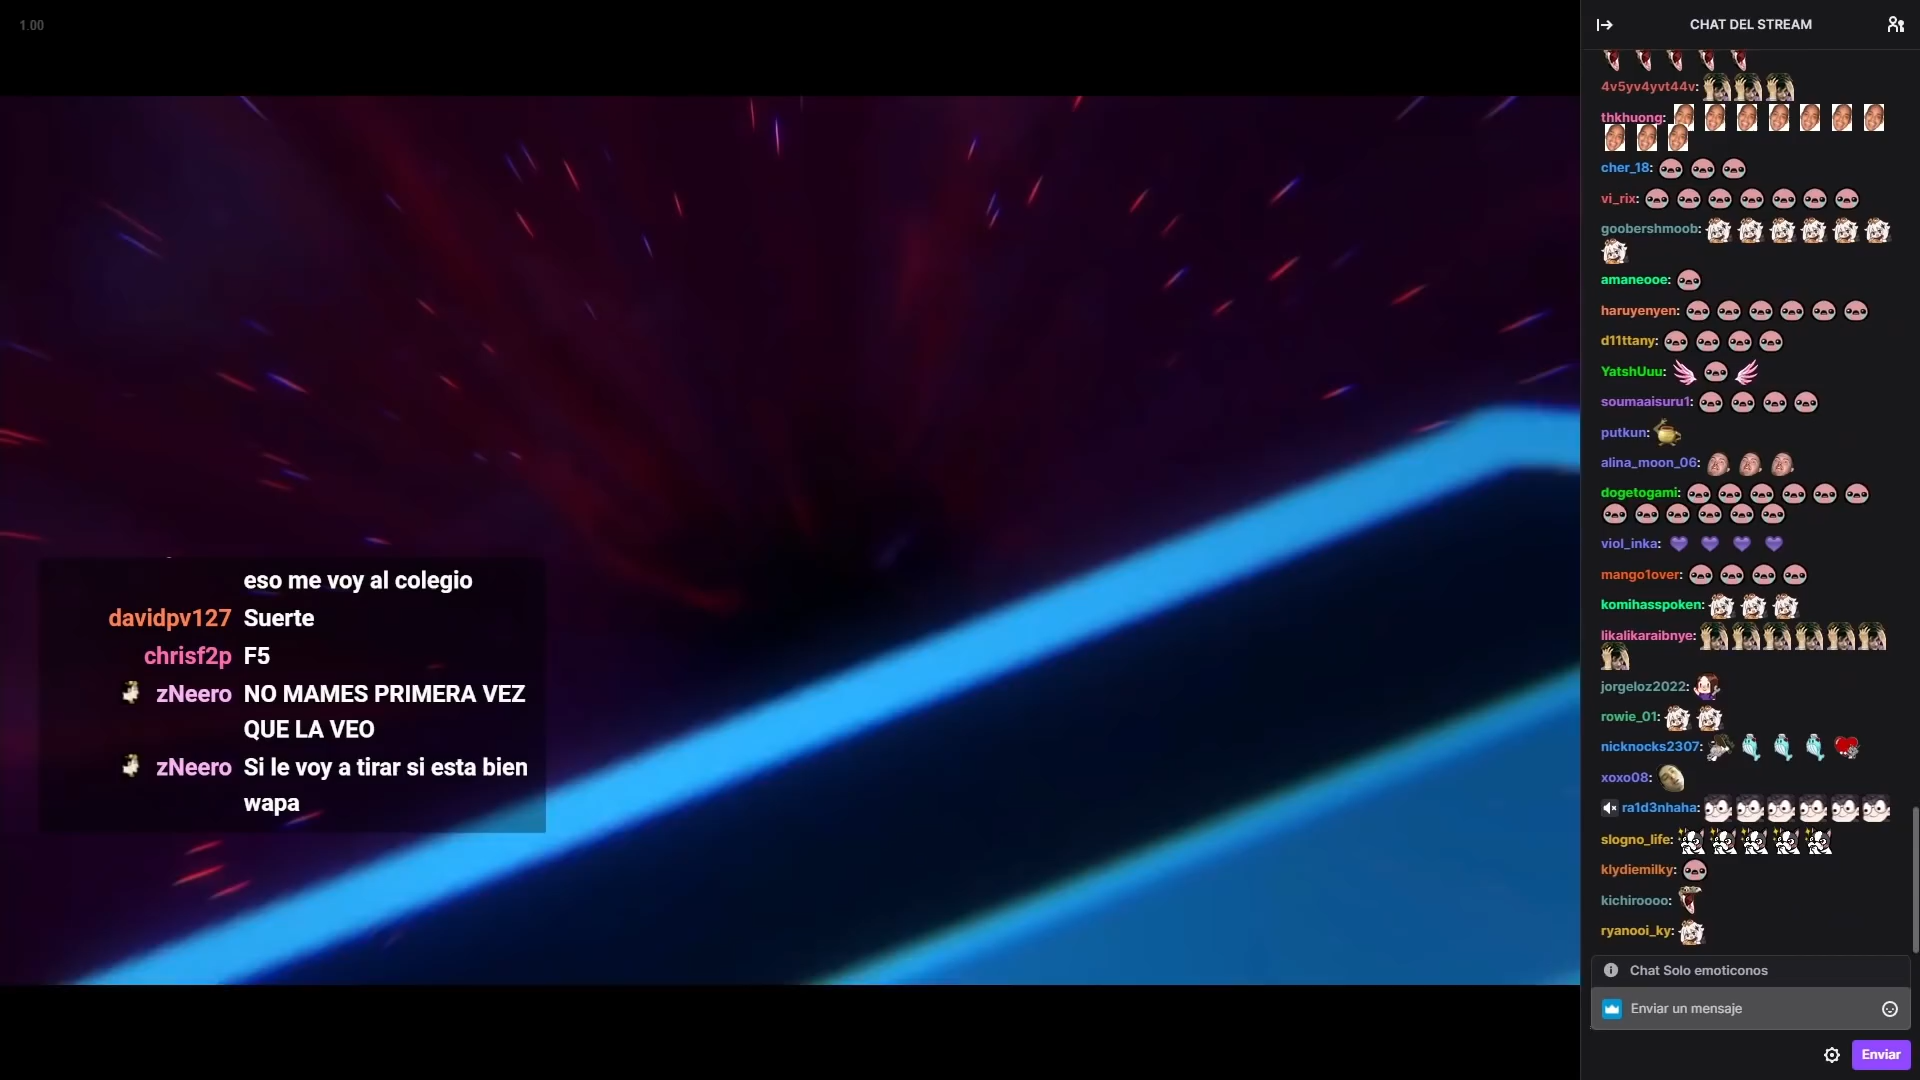 1.00
eso me voy al colegio
davidpv127 Suerte
chrisf2p F5
zNeero NO MAMES PRIMERA VEZ
QUE LA VEO
zNeero Si le voy a tirar si esta bien
wapa
CHAT DEL STREAM
4v5yv4yvt44v:
thkhuong:
cher_18:
vi_rix:
goobershmoob:
amaneooe:
haruyenyen:
d11ttany:
YatshUuu:
soumaaisuru1:
putkun:
alina_moon_06:
dogetogami:
viol_inka:
mango1over:
komihasspoken:
likalikaraibnye:
jorgeloz2022:
rowie_01:
nicknocks2307:
xoxo08:
ra1d3nhaha:
slogno_life:
klydiemilky:
kichiroooo:
ryanooi_ky:
Chat Solo emoticonos
Enviar un mensaje
Enviar